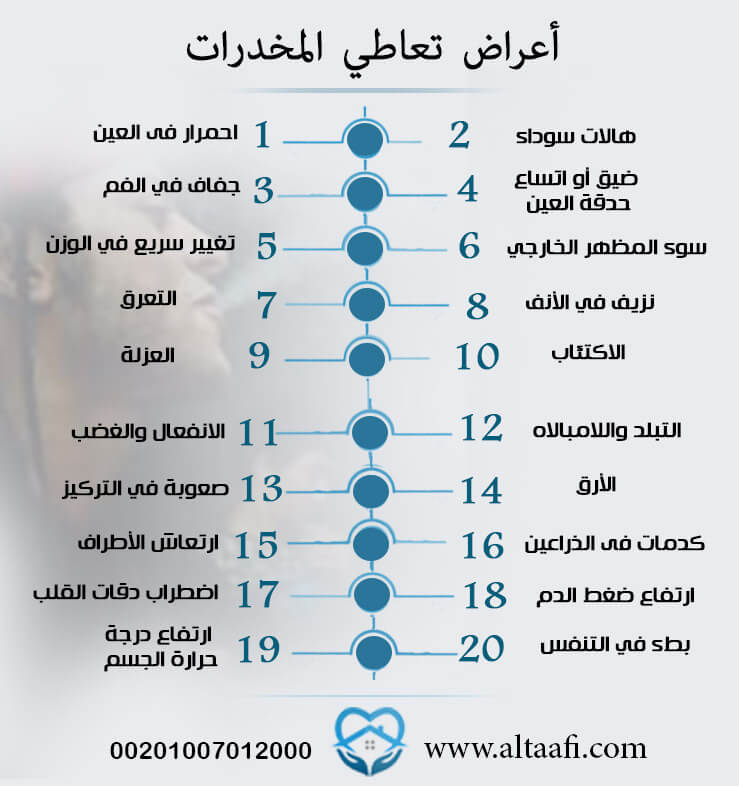 أعراض تعاطي المخدرات
1 احمرار فى العين
2 هالات سوداء
3 جفاف في الفم
4 ضيق أو اتساع
حدقة العين
5 تغيير سريع في الوزن
6 سوء المظهر الخارجي
7 التعرق
8 نزيف في الأنف
9 العزلة
10 الاكتئاب
11 الانفعال والغضب
12 التبلد واللامبالاه
13 صعوبة في التركيز
14 الأرق
15 ارتعاش الأطراف
16 كدمات فى الذراعين
17 اضطراب دقات القلب
18 ارتفاع ضغط الدم
19 ارتفاع درجة
حرارة الجسم
20 بطء في التنفس
00201007012000
www.altaafi.com